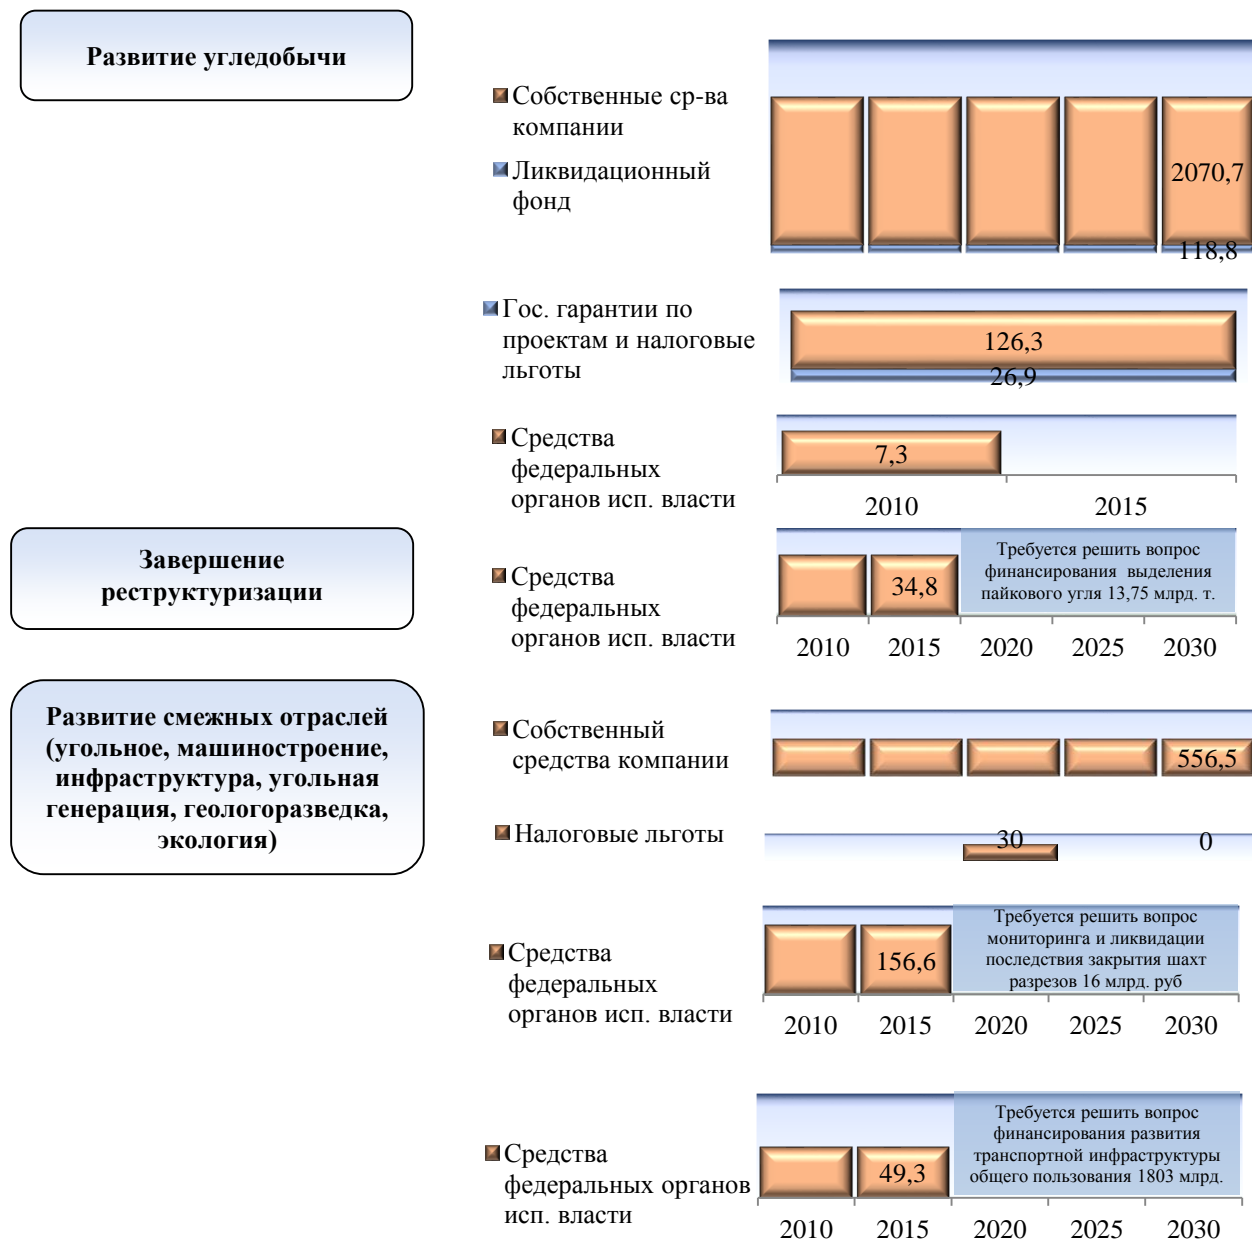 Развитие угледобычи
Собственные ср-ва
компании
Ликвидационный
фонд
2070,7
118,8
Гос. гарантии по
проектам и налоговые
льготы
126,3
26,9
Средства
федеральных
органов исп. власти
7,3
2010 2015
Завершение
реструктуризации
Средства
федеральных
органов исп. власти
34,8
Требуется решить вопрос
финансирования выделения
пайкового угля 13,75 млрд. т.
2010 2015 2020 2025 2030
Развитие смежных отраслей
(угольное, машиностроение,
инфраструктура, угольная
генерация, геологоразведка,
экология)
Собственный
средства компании
556,5
Налоговые льготы
30 0
Средства
федеральных
органов исп. власти
156,6
Требуется решить вопрос
мониторинга и ликвидации
последствия закрытия шахт
разрезов 16 млрд. руб
2010 2015 2020 2025 2030
Средства
федеральных органов
исп. власти
49,3
Требуется решить вопрос
финансирования развития
транспортной инфраструктуры
общего пользования 1803 млрд.
2010 2015 2020 2025 2030